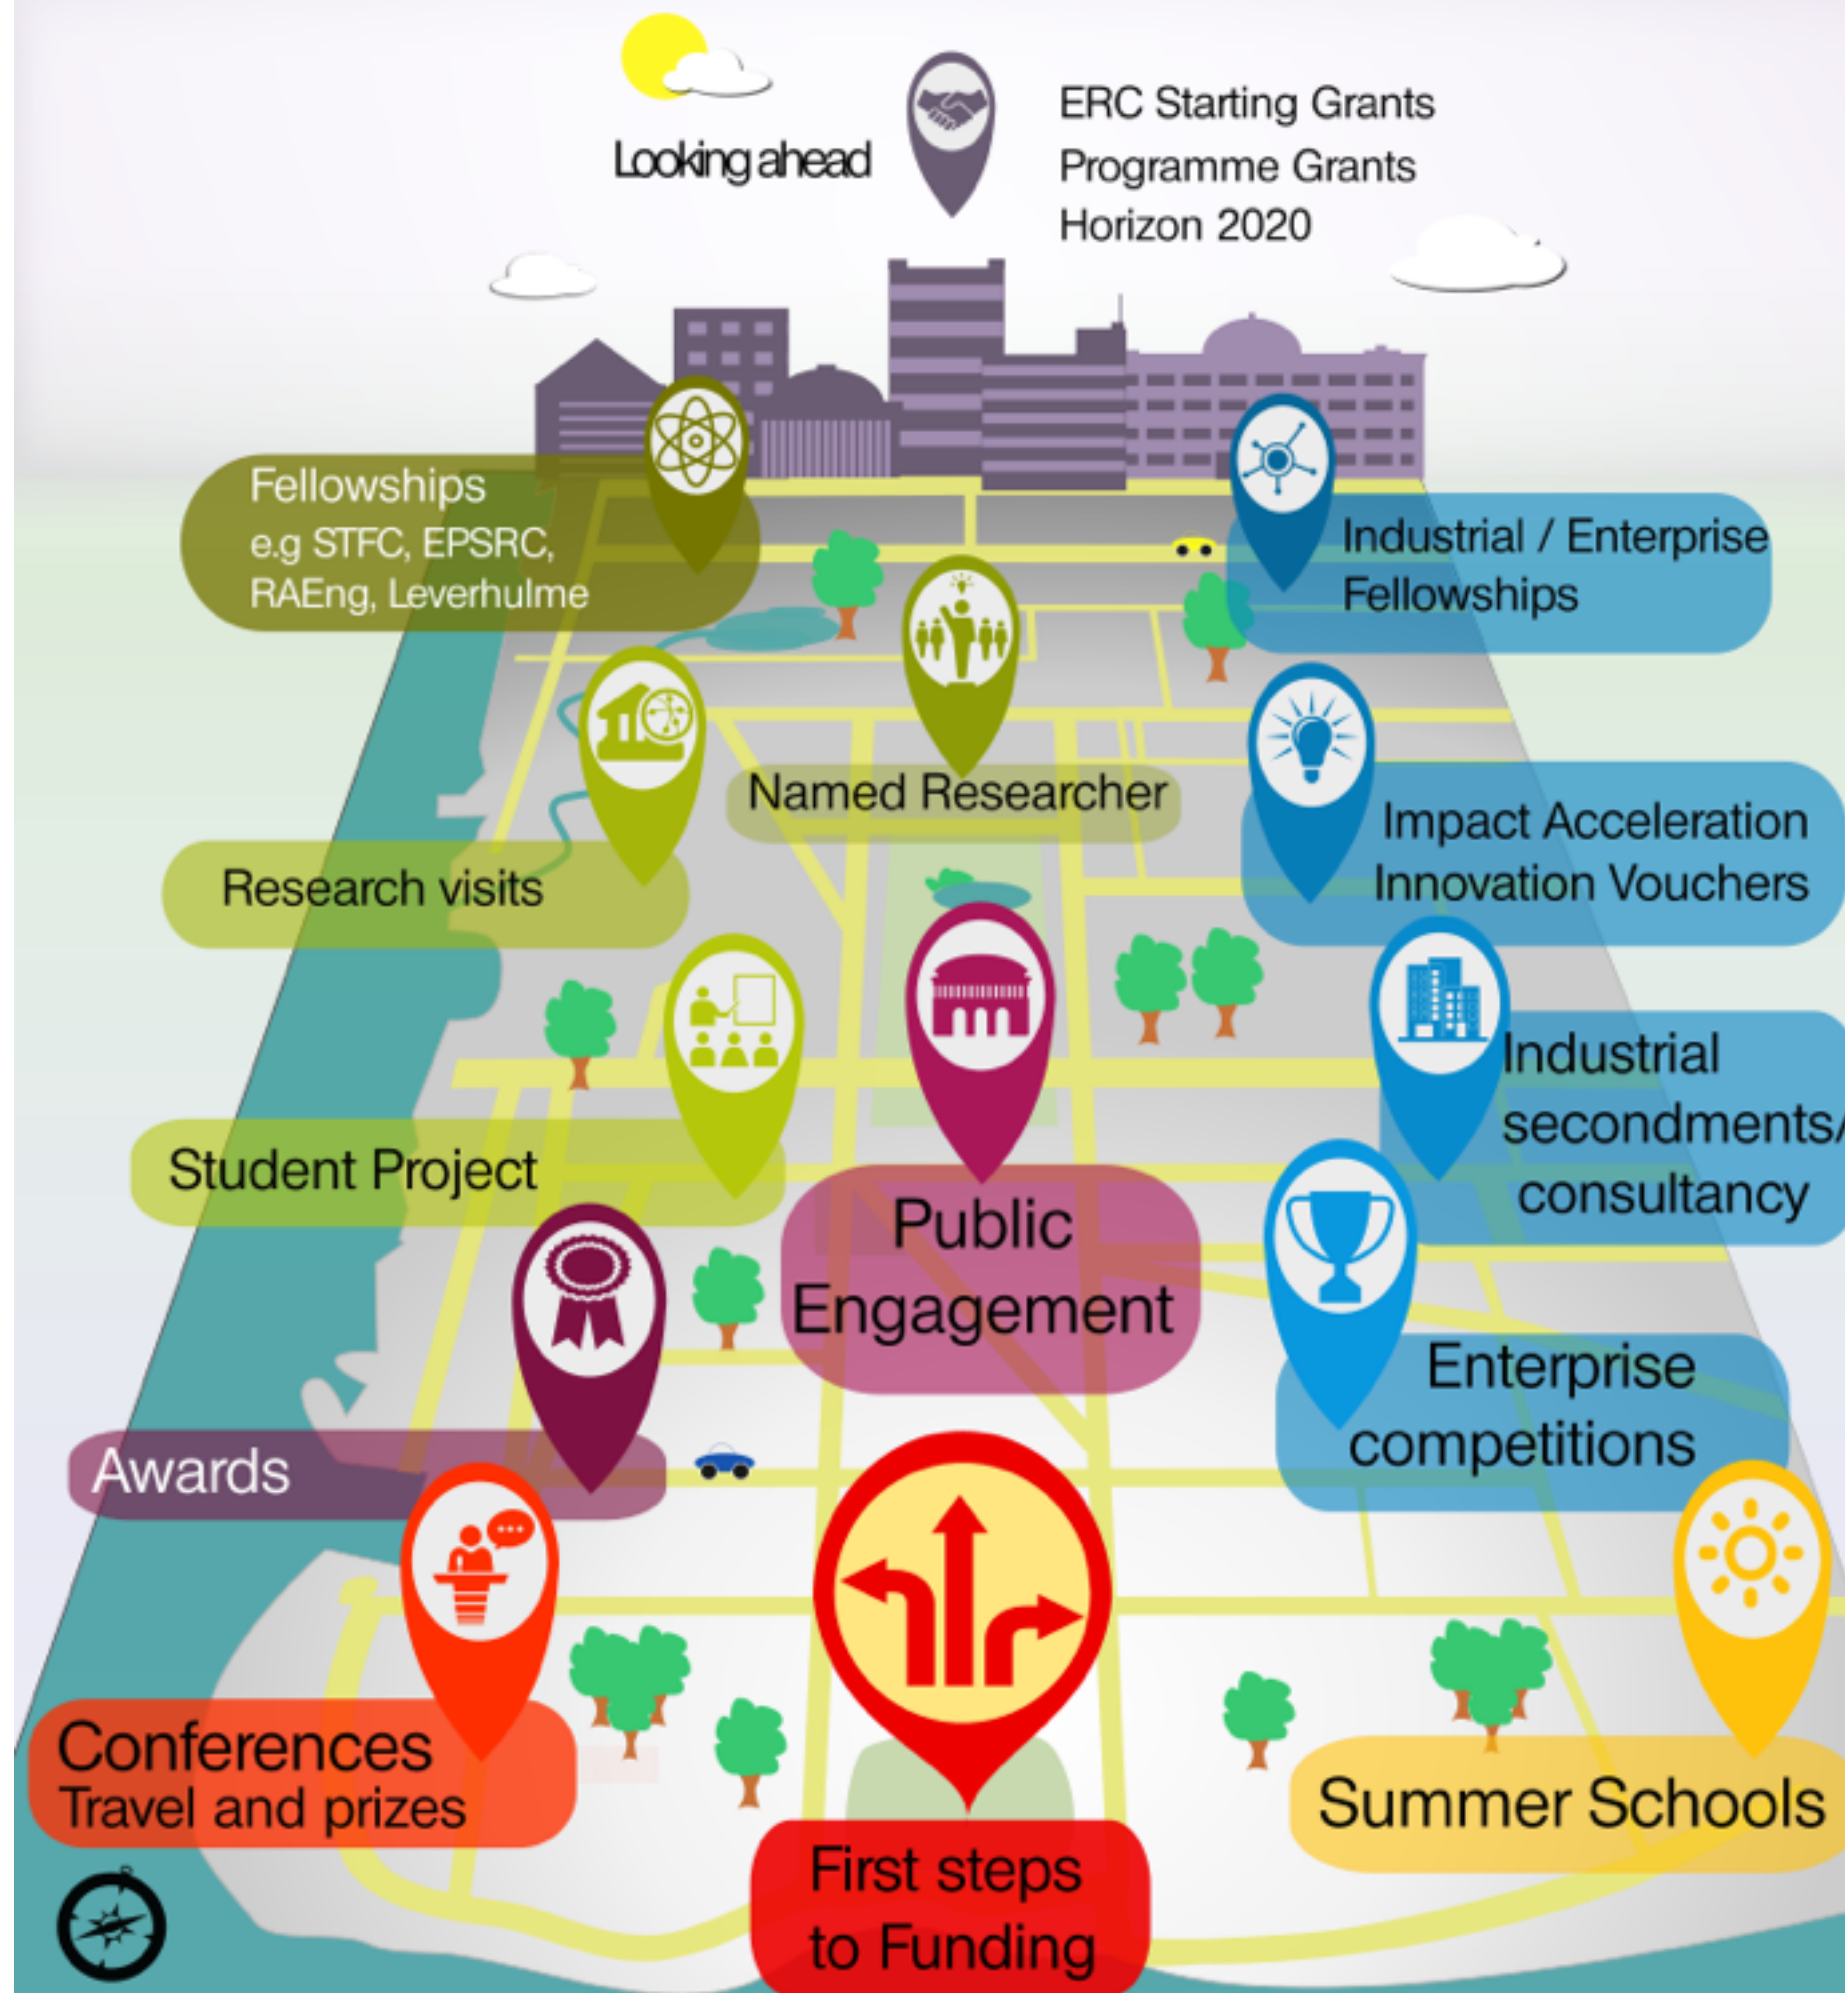 Looking ahead
ERC Starting Grants
Programme Grants
Horizon 2020
Fellowships
e.g STFC, EPSRC,
RAEng, Leverhulme
Industrial / Enterprise
Fellowships
Named Researcher
Impact Acceleration
Innovation Vouchers
Research visits
Industrial
secondments/
consultancy
Student Project
Public
Engagement
Enterprise
competitions
Awards
Conferences
Travel and prizes
Summer Schools
First steps
to Funding